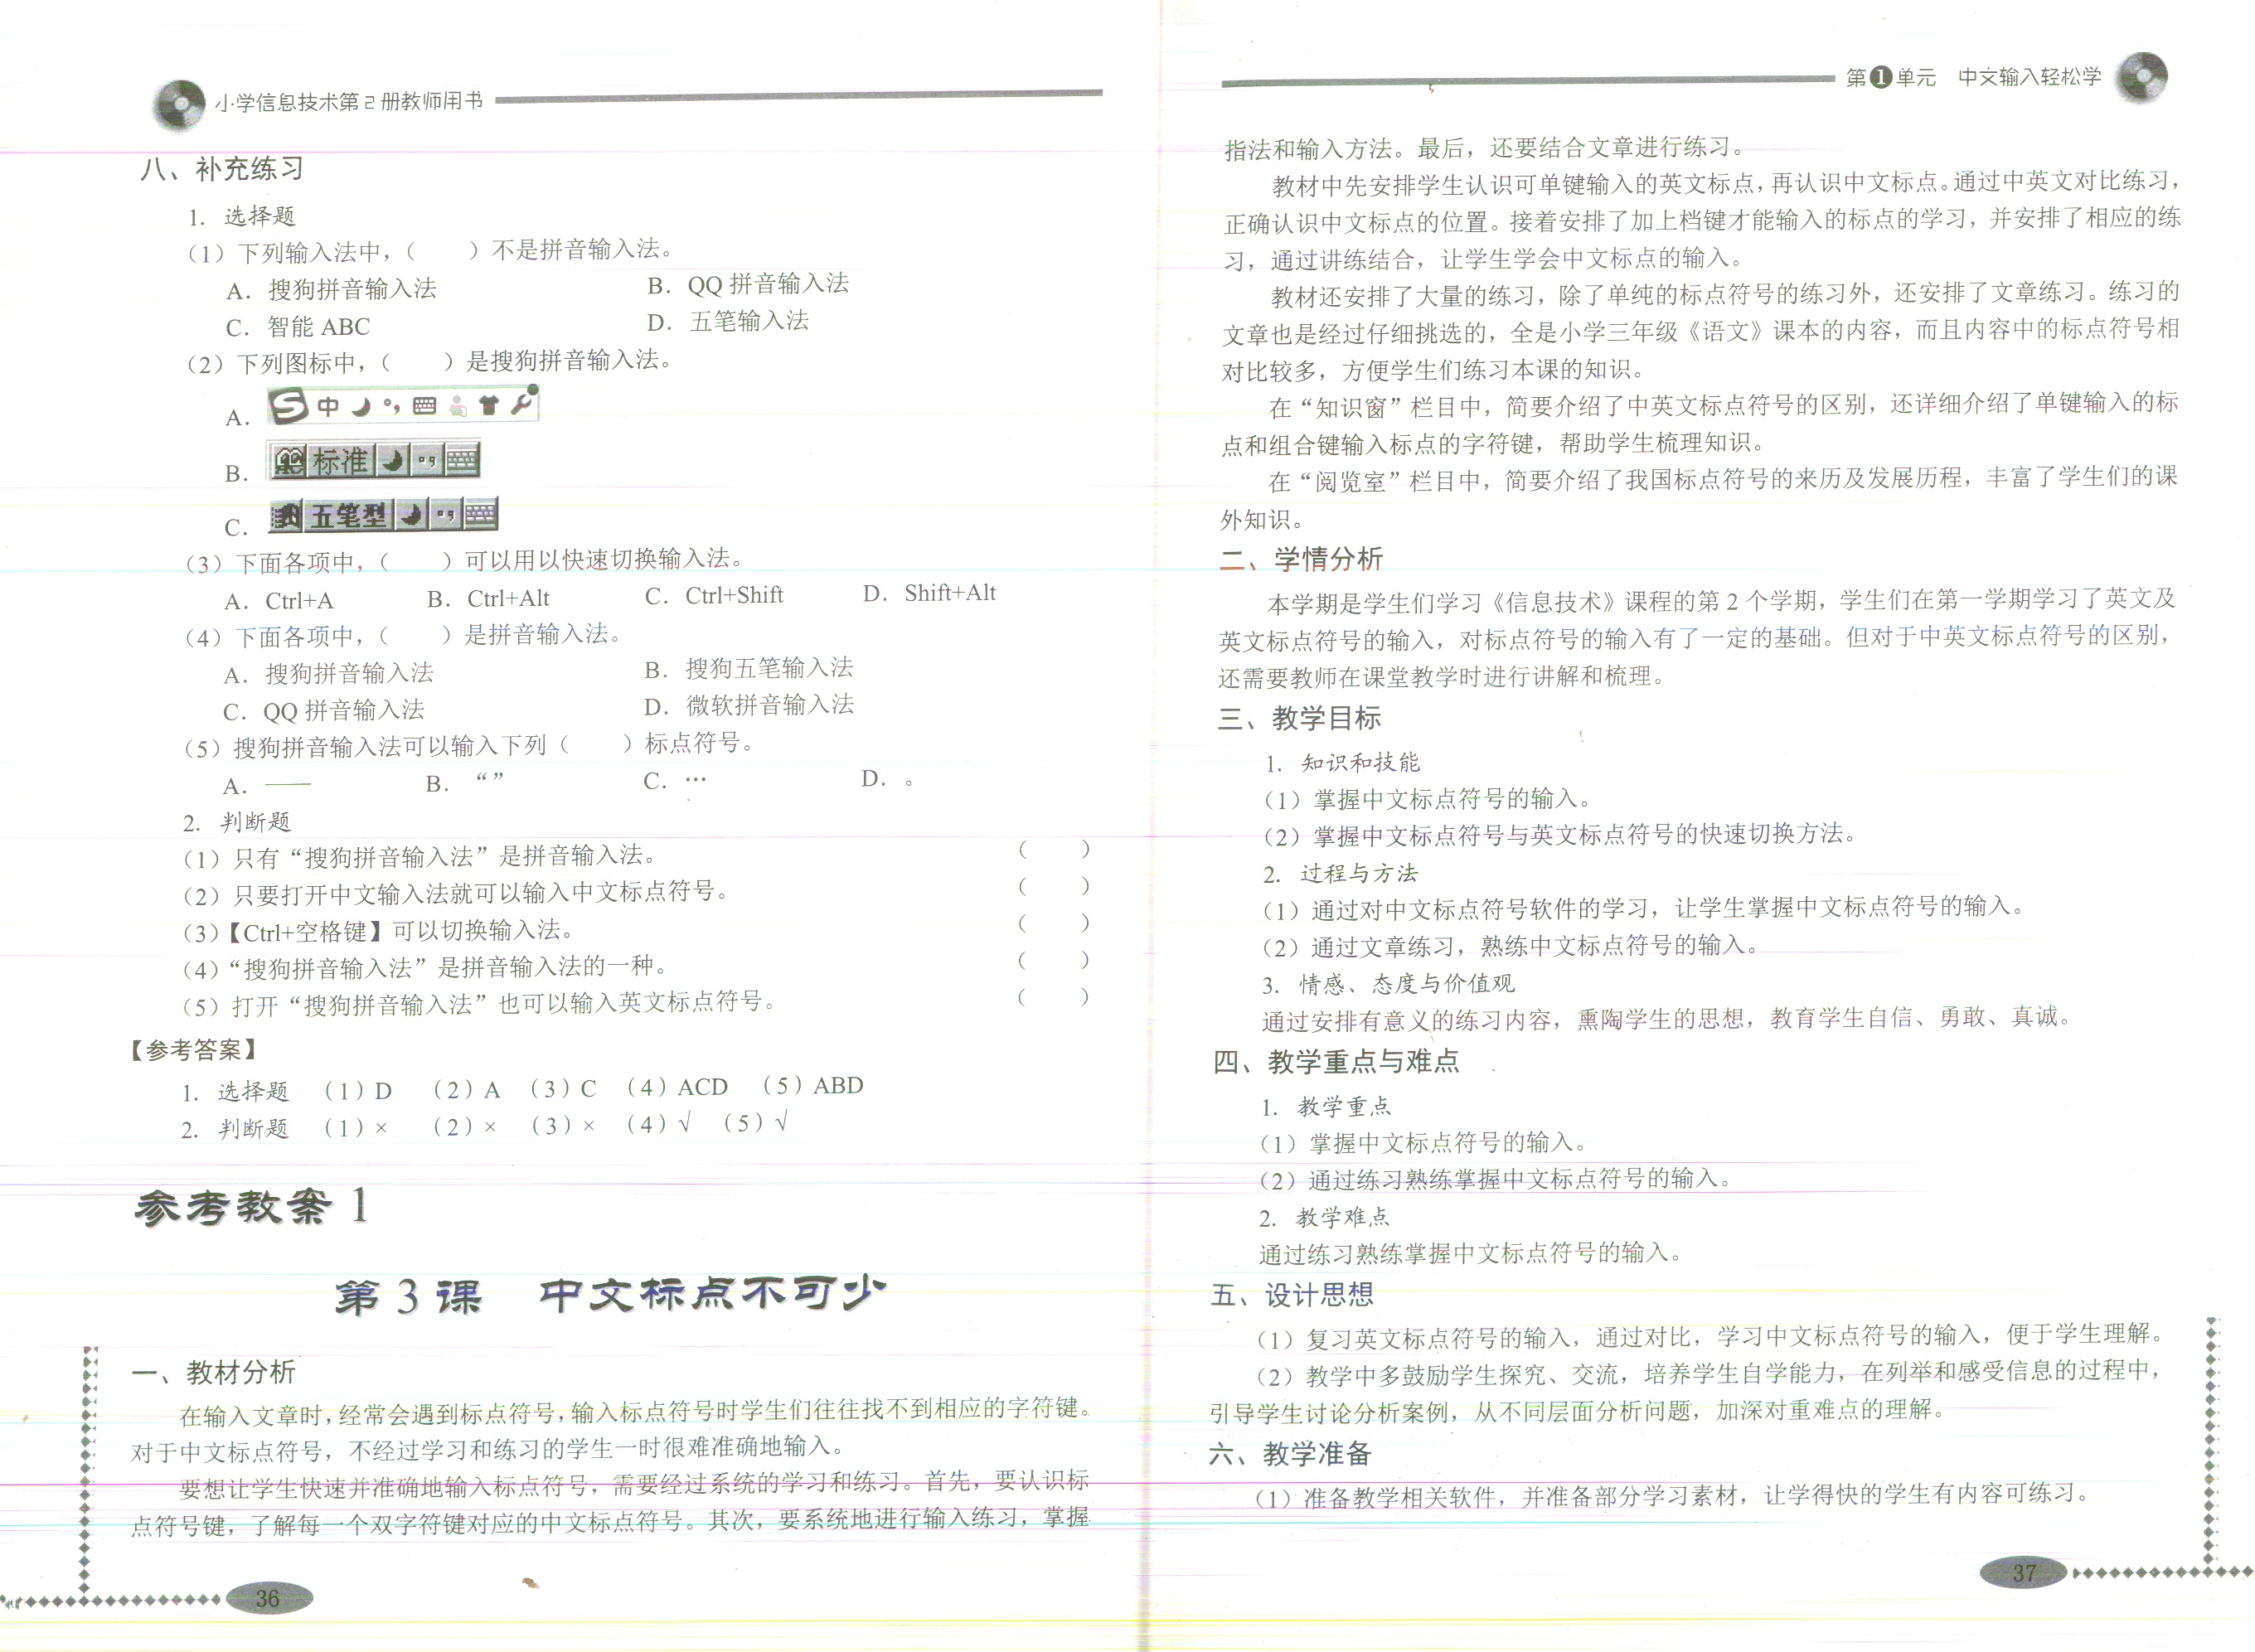 小学信息技术第2册教师用书
八、补充练习
1. 选择题
（1）下列输入法中，（　　）不是拼音输入法。
A. 搜狗拼音输入法　　B. QQ 拼音输入法
C. 智能 ABC　　D. 五笔输入法
（2）下列图标中，（　　）是搜狗拼音输入法。
A. S 中
B. 标准
C. 五笔型
（3）下面各项中，（　　）可以用以快速切换输入法。
A. Ctrl+A　　B. Ctrl+Alt　　C. Ctrl+Shift　　D. Shift+Alt
（4）下面各项中，（　　）是拼音输入法。
A. 搜狗拼音输入法　　B. 搜狗五笔输入法
C. QQ 拼音输入法　　D. 微软拼音输入法
（5）搜狗拼音输入法可以输入下列（　　）标点符号。
A. ——　　B. “ ”　　C. …　　D. 。
2. 判断题
（1）只有“搜狗拼音输入法”是拼音输入法。（　　）
（2）只要打开中文输入法就可以输入中文标点符号。（　　）
（3）【Ctrl+空格键】可以切换输入法。（　　）
（4）“搜狗拼音输入法”是拼音输入法的一种。（　　）
（5）打开“搜狗拼音输入法”也可以输入英文标点符号。（　　）
【参考答案】
1. 选择题　（1）D　（2）A　（3）C　（4）ACD　（5）ABD
2. 判断题　（1）×　（2）×　（3）×　（4）√　（5）√
参考教案 1
第 3 课　中文标点不可少
一、教材分析
在输入文章时，经常会遇到标点符号，输入标点符号时学生们往往找不到相应的字符键。
对于中文标点符号，不经过学习和练习的学生一时很难准确地输入。
要想让学生快速并准确地输入标点符号，需要经过系统的学习和练习。首先，要认识标
点符号键，了解每一个双字符键对应的中文标点符号。其次，要系统地进行输入练习，掌握
36
第1单元　中文输入轻松学
指法和输入方法。最后，还要结合文章进行练习。
教材中先安排学生认识可单键输入的英文标点，再认识中文标点。通过中英文对比练习，
正确认识中文标点的位置。接着安排了加上档键才能输入的标点的学习，并安排了相应的练
习，通过讲练结合，让学生学会中文标点的输入。
教材还安排了大量的练习，除了单纯的标点符号的练习外，还安排了文章练习。练习的
文章也是经过仔细挑选的，全是小学三年级《语文》课本的内容，而且内容中的标点符号相
对比较多，方便学生们练习本课的知识。
在“知识窗”栏目中，简要介绍了中英文标点符号的区别，还详细介绍了单键输入的标
点和组合键输入标点的字符键，帮助学生梳理知识。
在“阅览室”栏目中，简要介绍了我国标点符号的来历及发展历程，丰富了学生们的课
外知识。
二、学情分析
本学期是学生们学习《信息技术》课程的第 2 个学期，学生们在第一学期学习了英文及
英文标点符号的输入，对标点符号的输入有了一定的基础。但对于中英文标点符号的区别，
还需要教师在课堂教学时进行讲解和梳理。
三、教学目标
1. 知识和技能
（1）掌握中文标点符号的输入。
（2）掌握中文标点符号与英文标点符号的快速切换方法。
2. 过程与方法
（1）通过对中文标点符号软件的学习，让学生掌握中文标点符号的输入。
（2）通过文章练习，熟练中文标点符号的输入。
3. 情感、态度与价值观
通过安排有意义的练习内容，熏陶学生的思想，教育学生自信、勇敢、真诚。
四、教学重点与难点
1. 教学重点
（1）掌握中文标点符号的输入。
（2）通过练习熟练掌握中文标点符号的输入。
2. 教学难点
通过练习熟练掌握中文标点符号的输入。
五、设计思想
（1）复习英文标点符号的输入，通过对比，学习中文标点符号的输入，便于学生理解。
（2）教学中多鼓励学生探究、交流，培养学生自学能力，在列举和感受信息的过程中，
引导学生讨论分析案例，从不同层面分析问题，加深对重难点的理解。
六、教学准备
（1）准备教学相关软件，并准备部分学习素材，让学得快的学生有内容可练习。
37